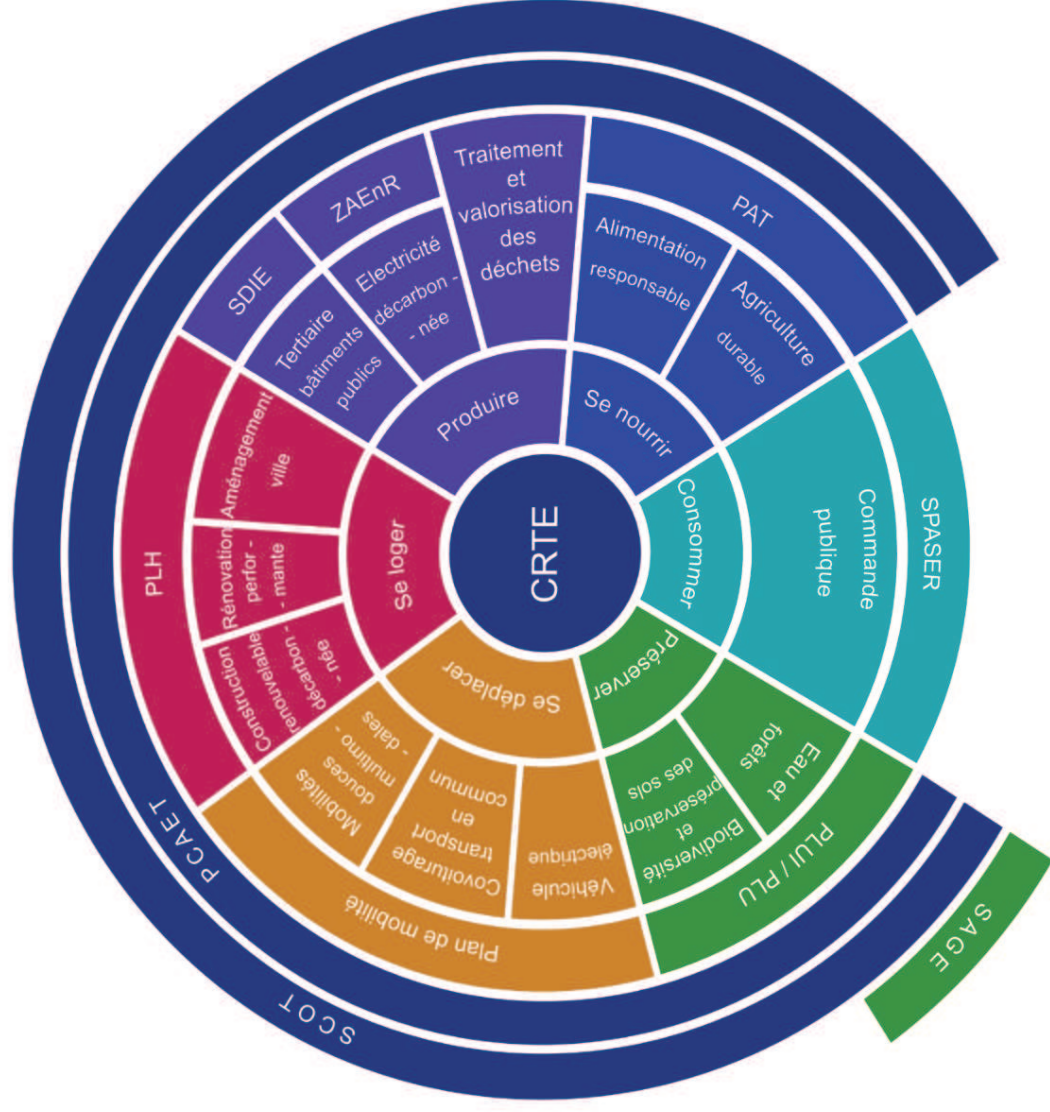 CRTE
Produire
Se nourrir
Consommer
Préserver
Se déplacer
Se loger
SDIE
Tertiaire
bâtiments
publics
ZAEnR
Electricité
décarbon -
- née
Traitement
et
valorisation
des
déchets
PAT
Alimentation
responsable
Agriculture
durable
SPASER
Commande
publique
PLUI / PLU
Eau et
forêts
Biodiversité
et
préservation
des sols
Plan de mobilité
Véhicule
électrique
Covoiturage
transport
en
commun
Mobilités
douces
multimo -
- dales
PLH
Construction
renouvelable
décarbon -
- née
Rénovation
perfor -
- mante
Aménagement
ville
PCAET
SCOT
SAGE